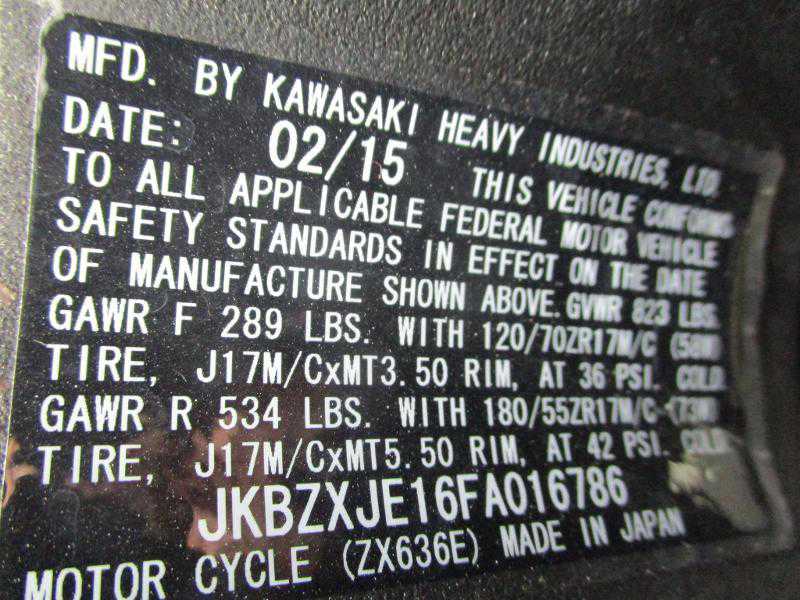 MFD. BY KAWASAKI HEAVY INDUSTRIES, LTD.
DATE: 02/15 THIS VEHICLE CONFORMS
TO ALL APPLICABLE FEDERAL MOTOR VEHICLE
SAFETY STANDARDS IN EFFECT ON THE DATE
OF MANUFACTURE SHOWN ABOVE. GVWR 823 LBS.
GAWR F 289 LBS. WITH 120/70ZR17M/C (58W)
TIRE, J17M/CxMT3.50 RIM, AT 36 PSI. COLD.
GAWR R 534 LBS. WITH 180/55ZR17M/C (73W)
TIRE, J17M/CxMT5.50 RIM, AT 42 PSI. COLD.
JKBZXJE16FA016786
MOTOR CYCLE (ZX636E) MADE IN JAPAN